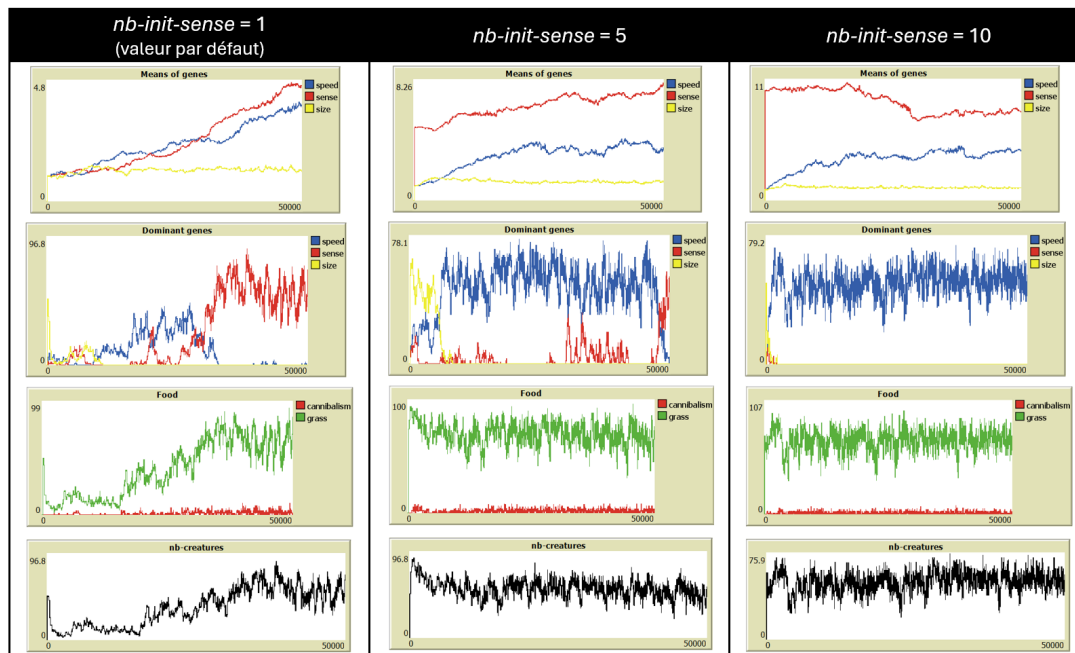 nb-init-sense = 1
(valeur par défaut)
nb-init-sense = 5
nb-init-sense = 10
Means of genes
4.8
0
0
50000
speed
sense
size
Means of genes
8.26
0
0
50000
speed
sense
size
Means of genes
11
0
0
50000
speed
sense
size
Dominant genes
96.8
0
0
50000
speed
sense
size
Dominant genes
78.1
0
0
50000
speed
sense
size
Dominant genes
79.2
0
0
50000
speed
sense
size
Food
99
0
0
50000
cannibalism
grass
Food
100
0
0
50000
cannibalism
grass
Food
107
0
0
50000
cannibalism
grass
nb-creatures
96.8
0
0
50000
nb-creatures
96.8
0
0
50000
nb-creatures
75.9
0
0
50000